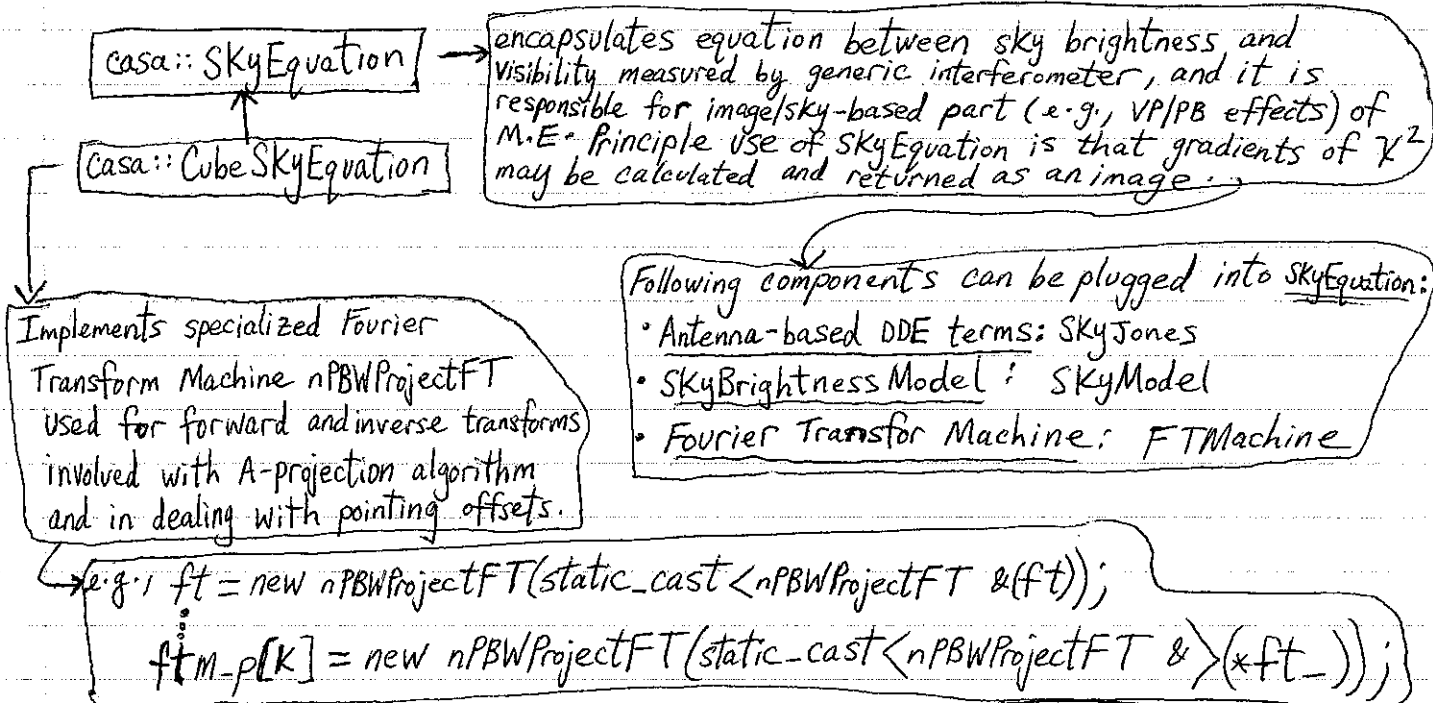 casa::SkyEquation
encapsulates equation between sky brightness and
visibility measured by generic interferometer, and it is
responsible for image/sky-based part (e.g., VP/PB effects) of
M.E. Principle use of SkyEquation is that gradients of χ²
may be calculated and returned as an image.
casa::CubeSkyEquation
Following components can be plugged into SkyEquation:
• Antenna-based DDE terms: SkyJones
• SkyBrightnessModel : SkyModel
• Fourier Transfor Machine: FTMachine
Implements specialized Fourier
Transform Machine nPBWProjectFT
used for forward and inverse transforms
involved with A-projection algorithm
and in dealing with pointing offsets.
e.g., ft = new nPBWProjectFT(static_cast<nPBWProjectFT &(ft));
ftm_p[K] = new nPBWProjectFT(static_cast<nPBWProjectFT &>(*ft_));